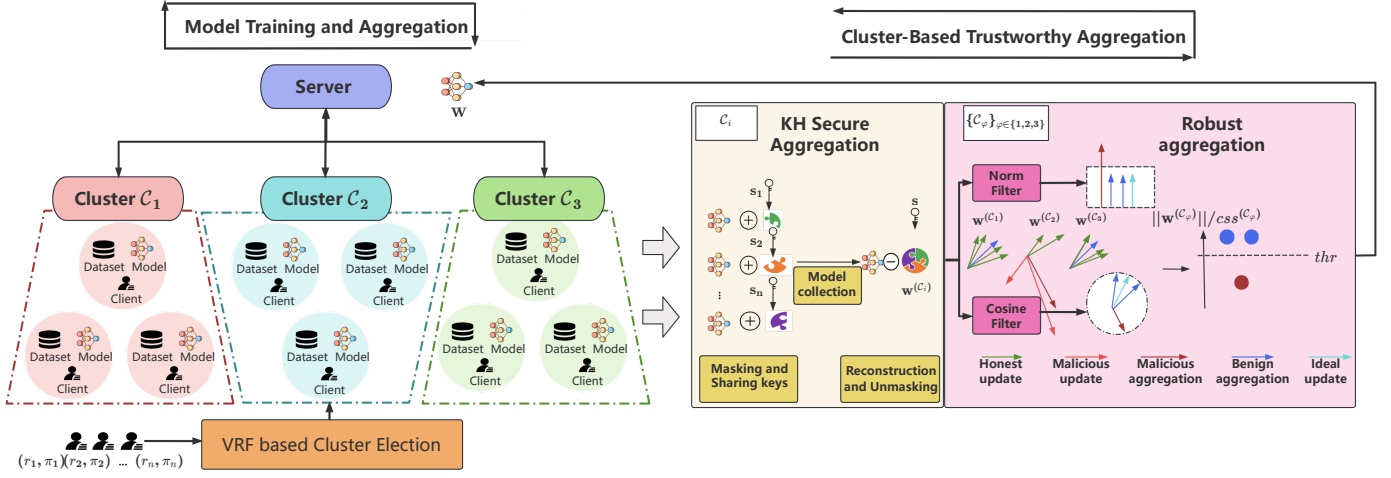 Model Training and Aggregation
Cluster-Based Trustworthy Aggregation
Server
w
Cluster C₁
Cluster C₂
Cluster C₃
Dataset Model
Client
Dataset Model
Client
Dataset Model
Client
Dataset Model
Client
Dataset Model
Client
Dataset Model
Client
Dataset Model
Client
Dataset Model
Client
Dataset Model
Client
VRF based Cluster Election
(r₁, π₁)(r₂, π₂) ... (rₙ, πₙ)
𝒞ᵢ
KH Secure
Aggregation
s₁
s₂
sₙ
⋮
Model
collection
s
w^(𝒞ᵢ)
Masking and
Sharing keys
Reconstruction
and Unmasking
{𝒞_φ}_φ∈{1,2,3}
Robust
aggregation
Norm
Filter
w^(𝒞₁)
w^(𝒞₂)
w^(𝒞₃)
||w^(𝒞_φ)||/css^(𝒞_φ)
thr
Cosine
Filter
Honest
update
Malicious
update
Malicious
aggregation
Benign
aggregation
Ideal
update